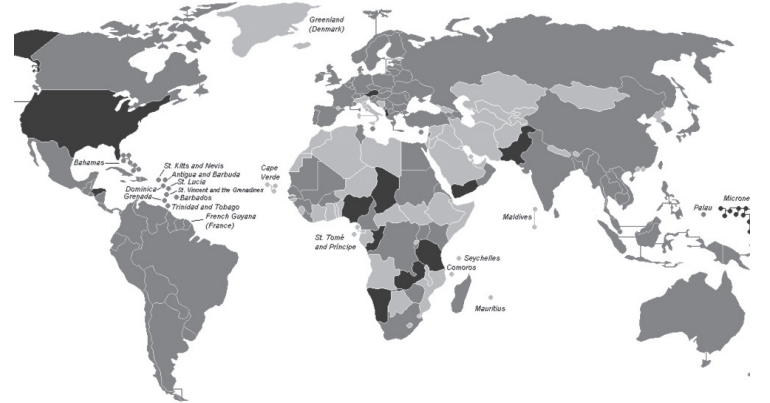 Greenland
(Denmark)
Bahamas
St. Kitts and Nevis
Antigua and Barbuda
St. Lucia
Dominica
St. Vincent and the Grenadines
Grenada
Barbados
Trinidad and Tobago
French Guyana
(France)
Cape
Verde
St. Tomé
and Príncipe
Seychelles
Comoros
Mauritius
Maldives
Palau
Microne